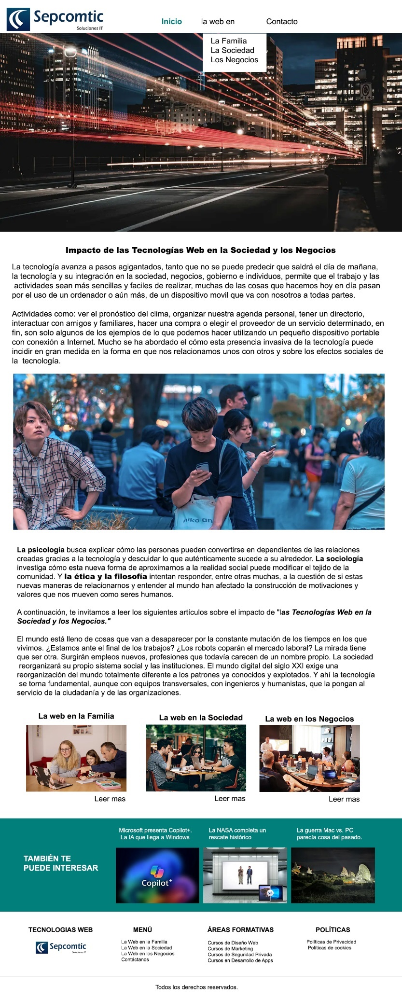 Sepcomtic
Soluciones IT
Inicio
la web en
Contacto
La Familia
La Sociedad
Los Negocios
Impacto de las Tecnologías Web en la Sociedad y los Negocios
La tecnología avanza a pasos agigantados, tanto que no se puede predecir que saldrá el día de mañana,
la tecnología y su integración en la sociedad, negocios, gobierno e individuos, permite que el trabajo y las
actividades sean más sencillas y faciles de realizar, muchas de las cosas que hacemos hoy en día pasan
por el uso de un ordenador o aún más, de un dispositivo movil que va con nosotros a todas partes.
Actividades como: ver el pronóstico del clima, organizar nuestra agenda personal, tener un directorio,
interactuar con amigos y familiares, hacer una compra o elegir el proveedor de un servicio determinado, en
fin, son solo algunos de los ejemplos de lo que podemos hacer utilizando un pequeño dispositivo portable
con conexión a Internet. Mucho se ha abordado el cómo esta presencia invasiva de la tecnología puede
incidir en gran medida en la forma en que nos relacionamos unos con otros y sobre los efectos sociales de
la tecnología.
niko an
La psicología busca explicar cómo las personas pueden convertirse en dependientes de las relaciones
creadas gracias a la tecnología y descuidar lo que auténticamente sucede a su alrededor. La sociología
investiga cómo esta nueva forma de aproximarnos a la realidad social puede modificar el tejido de la
comunidad. Y la ética y la filosofía intentan responder, entre otras muchas, a la cuestión de si estas
nuevas maneras de relacionarnos y entender al mundo han afectado la construcción de motivaciones y
valores que nos mueven como seres humanos.
A continuación, te invitamos a leer los siguientes artículos sobre el impacto de "las Tecnologías Web en la
Sociedad y los Negocios."
El mundo está lleno de cosas que van a desaparecer por la constante mutación de los tiempos en los que
vivimos. ¿Estamos ante el final de los trabajos? ¿Los robots coparán el mercado laboral? La mirada tiene
que ser otra. Surgirán empleos nuevos, profesiones que todavía carecen de un nombre propio. La sociedad
reorganizará su propio sistema social y las instituciones. El mundo digital del siglo XXI exige una
reorganización del mundo totalmente diferente a los patrones ya conocidos y explotados. Y ahí la tecnología
se torna fundamental, aunque con equipos transversales, con ingenieros y humanistas, que la pongan al
servicio de la ciudadanía y de las organizaciones.
La web en la Familia
La web en la Sociedad
La web en los Negocios
Leer mas
Leer mas
Leer mas
TAMBIÉN TE
PUEDE INTERESAR
Microsoft presenta Copilot+.
La IA que llega a Windows
Copilot+
La NASA completa un
rescate histórico
VS
La guerra Mac vs. PC
parecía cosa del pasado.
TECNOLOGIAS WEB
Sepcomtic
Soluciones IT
MENÚ
La Web en la Familia
La Web en la Sociedad
La Web en los Negocios
Contáctanos
ÁREAS FORMATIVAS
Cursos de Diseño Web
Cursos de Marketing
Cursos de Seguridad Privada
Cursos en Desarrollo de Apps
POLÍTICAS
Políticas de Privacidad
Políticas de cookies
Todos los derechos reservados.